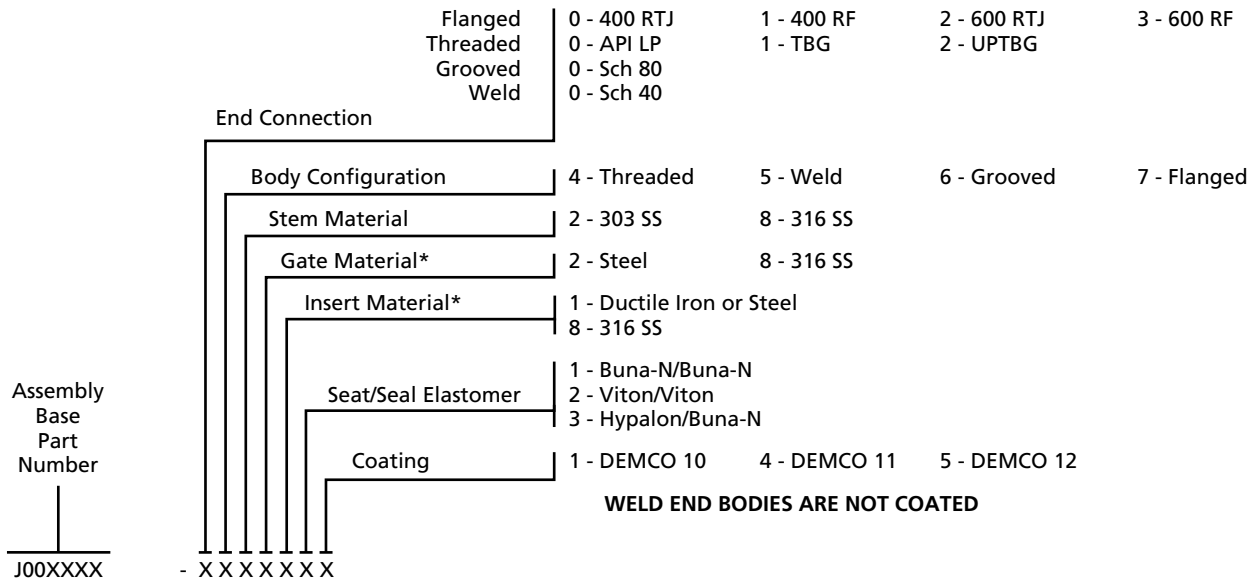 Flanged 0 - 400 RTJ 1 - 400 RF 2 - 600 RTJ 3 - 600 RF
Threaded 0 - API LP 1 - TBG 2 - UPTBG
Grooved 0 - Sch 80
Weld 0 - Sch 40
End Connection
Body Configuration 4 - Threaded 5 - Weld 6 - Grooved 7 - Flanged
Stem Material 2 - 303 SS 8 - 316 SS
Gate Material* 2 - Steel 8 - 316 SS
Insert Material* 1 - Ductile Iron or Steel
8 - 316 SS
1 - Buna-N/Buna-N
Seat/Seal Elastomer 2 - Viton/Viton
3 - Hypalon/Buna-N
Assembly
Base
Part
Number
Coating 1 - DEMCO 10 4 - DEMCO 11 5 - DEMCO 12
WELD END BODIES ARE NOT COATED
J00XXXX - X X X X X X X